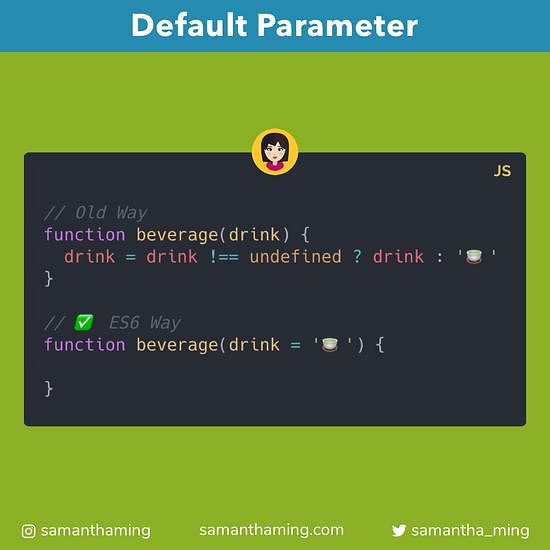 Default Parameter
JS
// Old Way
function beverage(drink) {
  drink = drink !== undefined ? drink : '🍵'
}
// ✅ ES6 Way
function beverage(drink = '🍵') {
}
samanthaming
samanthaming.com
samantha_ming